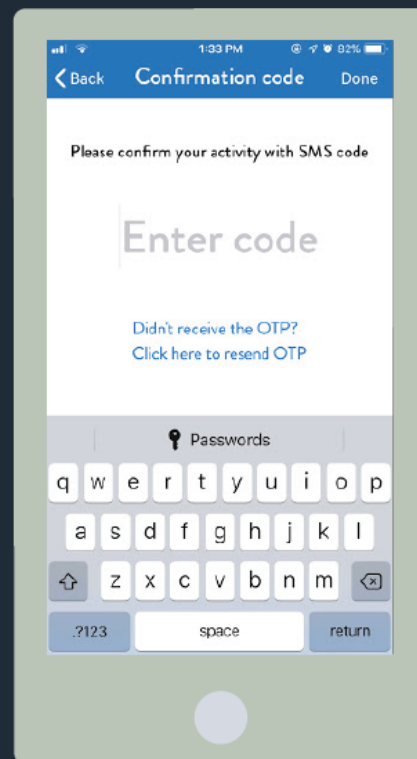 1:33 PM 82%
Back Confirmation code Done
Please confirm your activity with SMS code
Enter code
Didn't receive the OTP?
Click here to resend OTP
Passwords
q w e r t y u i o p
a s d f g h j k l
z x c v b n m
.?123 space return